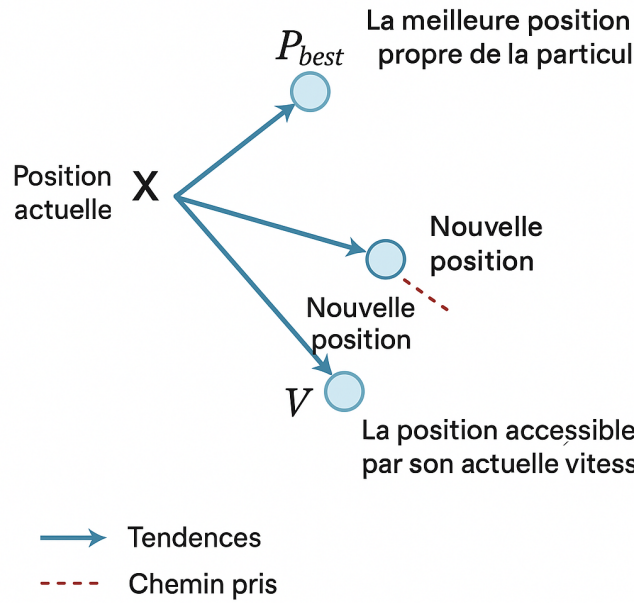 La meilleure position
propre de la particul
P_best
Position
actuelle
X
Nouvelle
position
Nouvelle
position
V
La position accessible
par son actuelle vitess
Tendences
Chemin pris